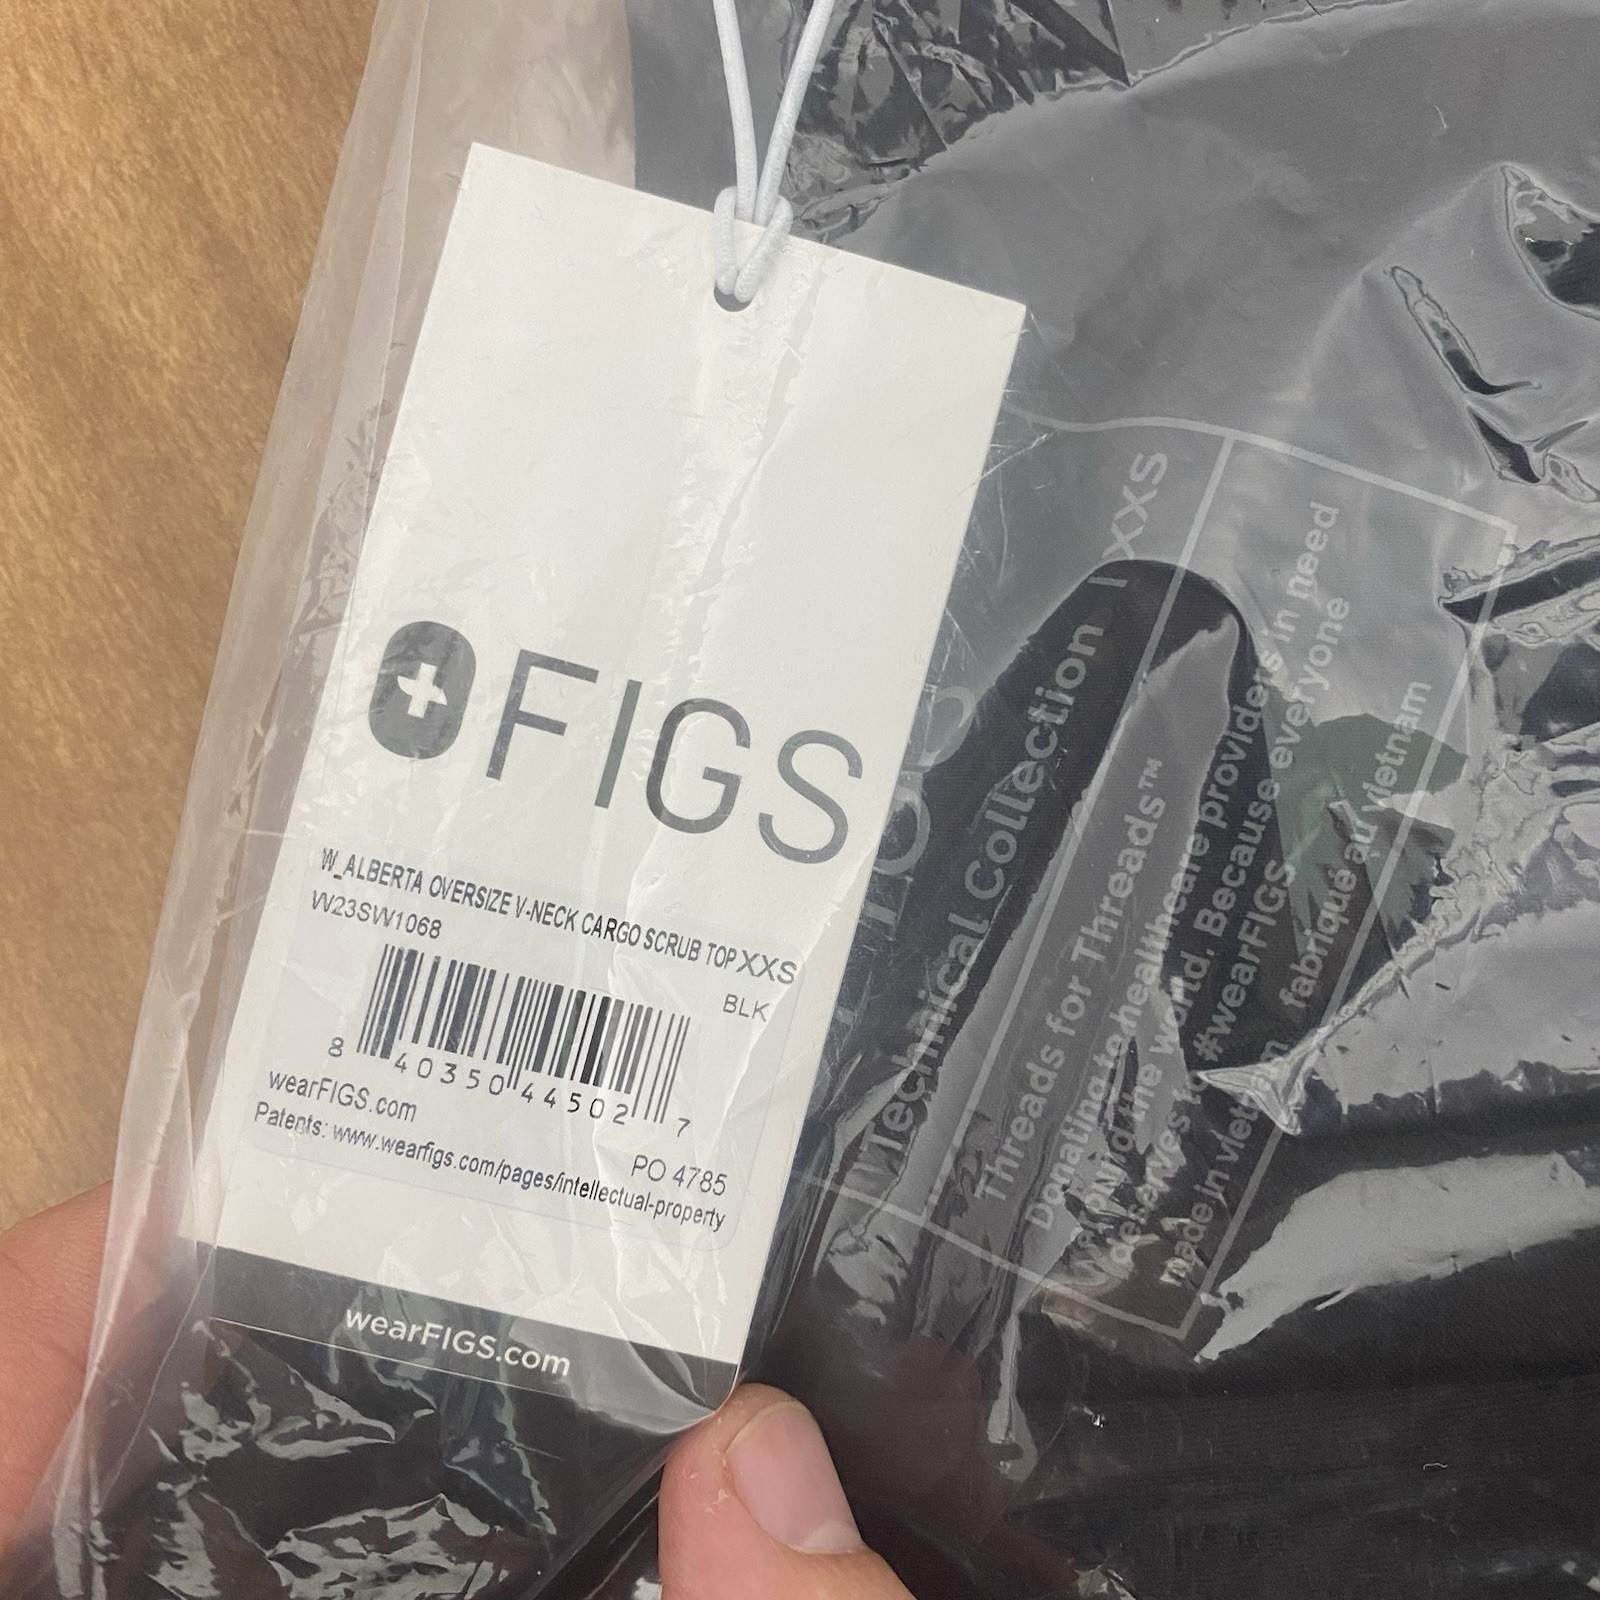 FIGS
W_ALBERTA OVERSIZE V-NECK CARGO SCRUB TOP XXS
W23SW1068
BLK
8 40350 44502 7
wearFIGS.com
PO 4785
Patents: www.wearfigs.com/pages/intellectual-property
wearFIGS.com
Technical Collection | XXS
Threads for Threads™
Donating to healthcare providers in need
around the world. Because everyone
deserves to #wearFIGS
made in vietnam fabriqué au vietnam